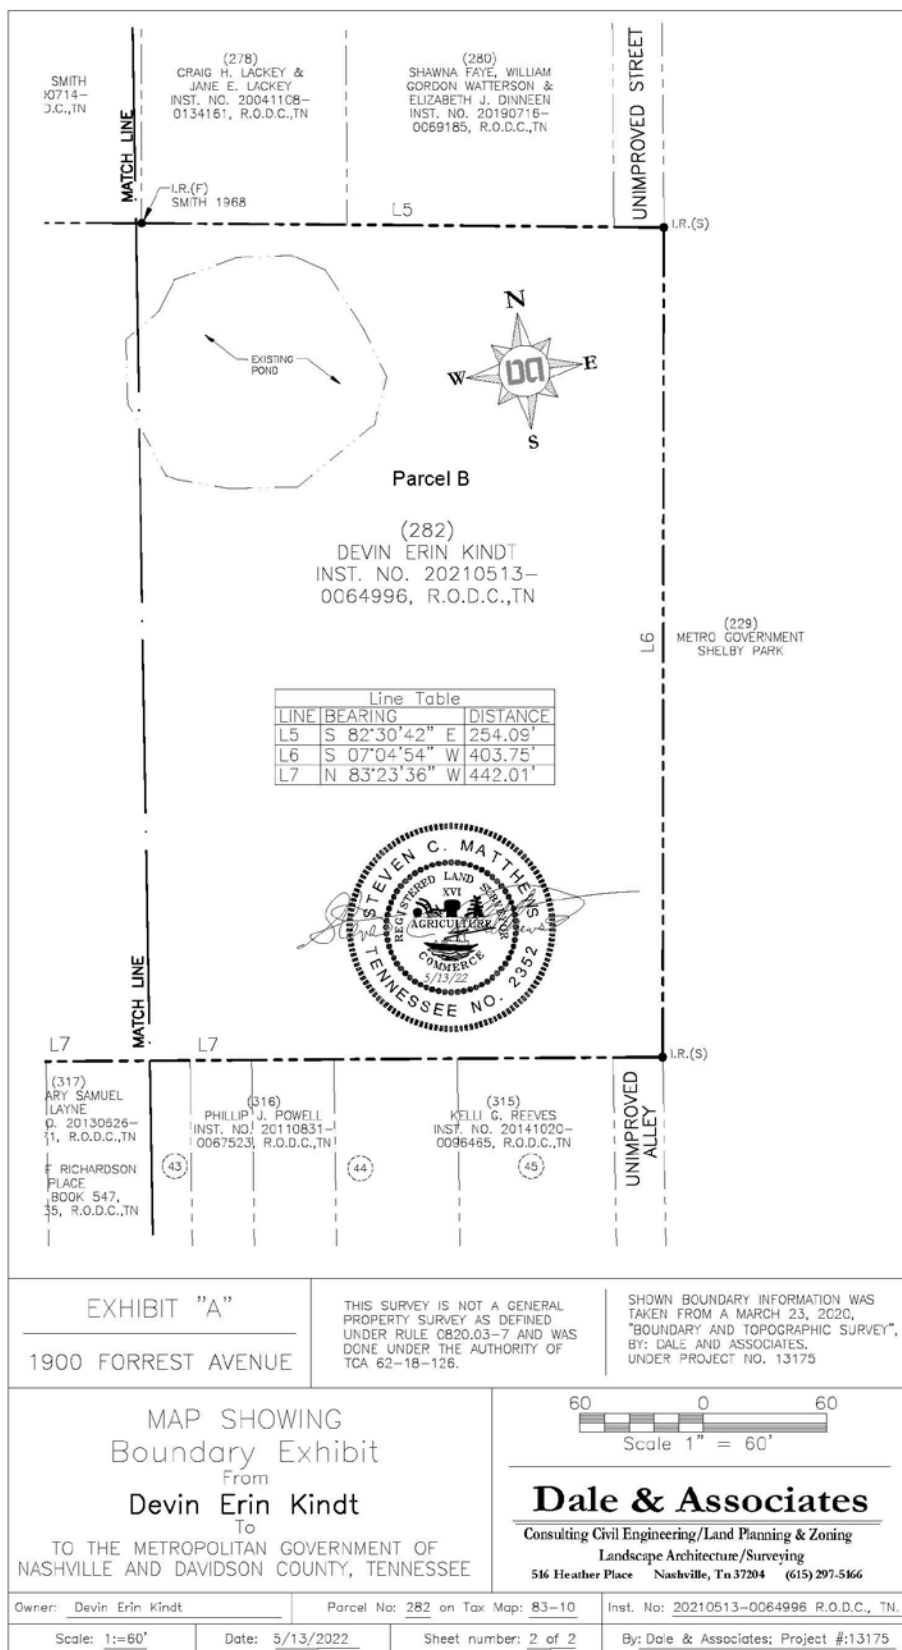 SMITH
X0714-
D.C.,TN
MATCH LINE
(278)
CRAIG H. LACKEY &
JANE E. LACKEY
INST. NO. 20041108-
0134161, R.O.D.C.,TN
(280)
SHAWNA FAYE, WILLIAM
GORDON WATTERSON &
ELIZABETH J. DINNEEN
INST. NO. 20190716-
0069185, R.O.D.C.,TN
UNIMPROVED STREET
I.R.(F)
SMITH 1968
L5
I.R.(S)
EXISTING
POND
N
W
E
S
DA
Parcel B
(282)
DEVIN ERIN KINDT
INST. NO. 20210513-
0064996, R.O.D.C.,TN
L6
(229)
METRO GOVERNMENT
SHELBY PARK
Line Table
LINE BEARING DISTANCE
L5 S 82°30'42" E 254.09'
L6 S 07°04'54" W 403.75'
L7 N 83°23'36" W 442.01'
STEVEN C. MATTHEWS
REGISTERED LAND SURVEYOR
XVI
AGRICULTURE
COMMERCE
5/13/22
TENNESSEE NO. 2352
MATCH LINE
L7
L7
I.R.(S)
(317)
ARY SAMUEL
LAYNE
O. 20130626-
71, R.O.D.C.,TN
F RICHARDSON
PLACE
BOOK 547,
35, R.O.D.C.,TN
43
(316)
PHILLIP J. POWELL
INST. NO. 20110831-
0067523, R.O.D.C.,TN
44
(315)
KELLI G. REEVES
INST. NO. 20141020-
0096465, R.O.D.C.,TN
45
UNIMPROVED
ALLEY
EXHIBIT "A"
1900 FORREST AVENUE
THIS SURVEY IS NOT A GENERAL
PROPERTY SURVEY AS DEFINED
UNDER RULE 0820.03-7 AND WAS
DONE UNDER THE AUTHORITY OF
TCA 62-18-126.
SHOWN BOUNDARY INFORMATION WAS
TAKEN FROM A MARCH 23, 2020,
"BOUNDARY AND TOPOGRAPHIC SURVEY",
BY: DALE AND ASSOCIATES.
UNDER PROJECT NO. 13175
MAP SHOWING
Boundary Exhibit
From
Devin Erin Kindt
To
TO THE METROPOLITAN GOVERNMENT OF
NASHVILLE AND DAVIDSON COUNTY, TENNESSEE
60 0 60
Scale 1" = 60'
Dale & Associates
Consulting Civil Engineering/Land Planning & Zoning
Landscape Architecture/Surveying
516 Heather Place Nashville, Tn 37204 (615) 297-5166
Owner: Devin Erin Kindt Parcel No: 282 on Tax Map: 83-10 Inst. No: 20210513-0064996 R.O.D.C., TN.
Scale: 1:=60' Date: 5/13/2022 Sheet number: 2 of 2 By: Dale & Associates; Project #:13175